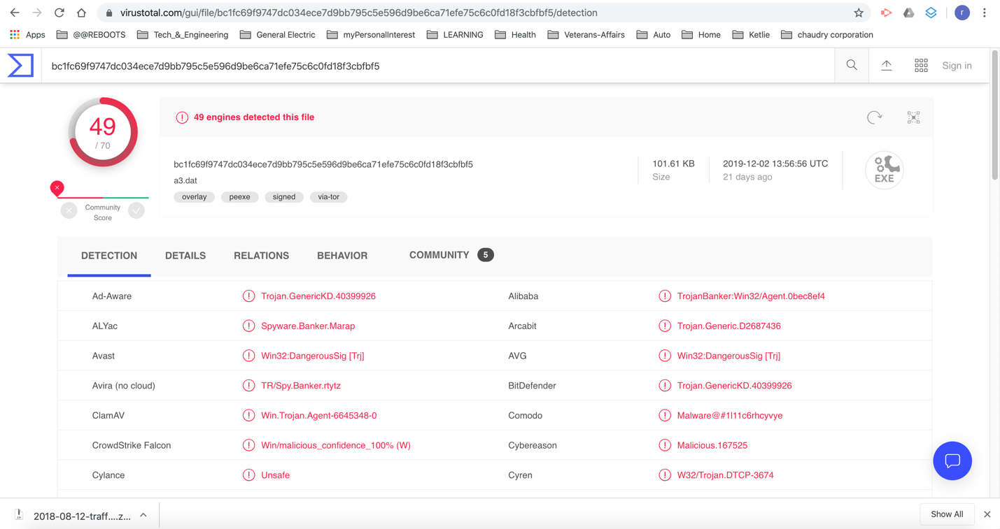 virustotal.com/gui/file/bc1fc69f9747dc034ece7d9bb795c5e596d9be6ca71efe75c6c0fd18f3cbfbf5/detection
r
Apps @@REBOOTS Tech_&_Engineering General Electric myPersonalInterest LEARNING Health Veterans-Affairs Auto Home Ketlie chaudry corporation
bc1fc69f9747dc034ece7d9bb795c5e596d9be6ca71efe75c6c0fd18f3cbfbf5
Sign in
49
/ 70
Community
Score
49 engines detected this file
bc1fc69f9747dc034ece7d9bb795c5e596d9be6ca71efe75c6c0fd18f3cbfbf5
a3.dat
overlay peexe signed via-tor
101.61 KB
Size
2019-12-02 13:56:56 UTC
21 days ago
EXE
DETECTION DETAILS RELATIONS BEHAVIOR COMMUNITY 5
Ad-Aware Trojan.GenericKD.40399926 Alibaba TrojanBanker:Win32/Agent.0bec8ef4
ALYac Spyware.Banker.Marap Arcabit Trojan.Generic.D2687436
Avast Win32:DangerousSig [Trj] AVG Win32:DangerousSig [Trj]
Avira (no cloud) TR/Spy.Banker.rtytz BitDefender Trojan.GenericKD.40399926
ClamAV Win.Trojan.Agent-6645348-0 Comodo Malware@#1l11c6rhcyvye
CrowdStrike Falcon Win/malicious_confidence_100% (W) Cybereason Malicious.167525
Cylance Unsafe Cyren W32/Trojan.DTCP-3674
2018-08-12-traff....z...
Show All